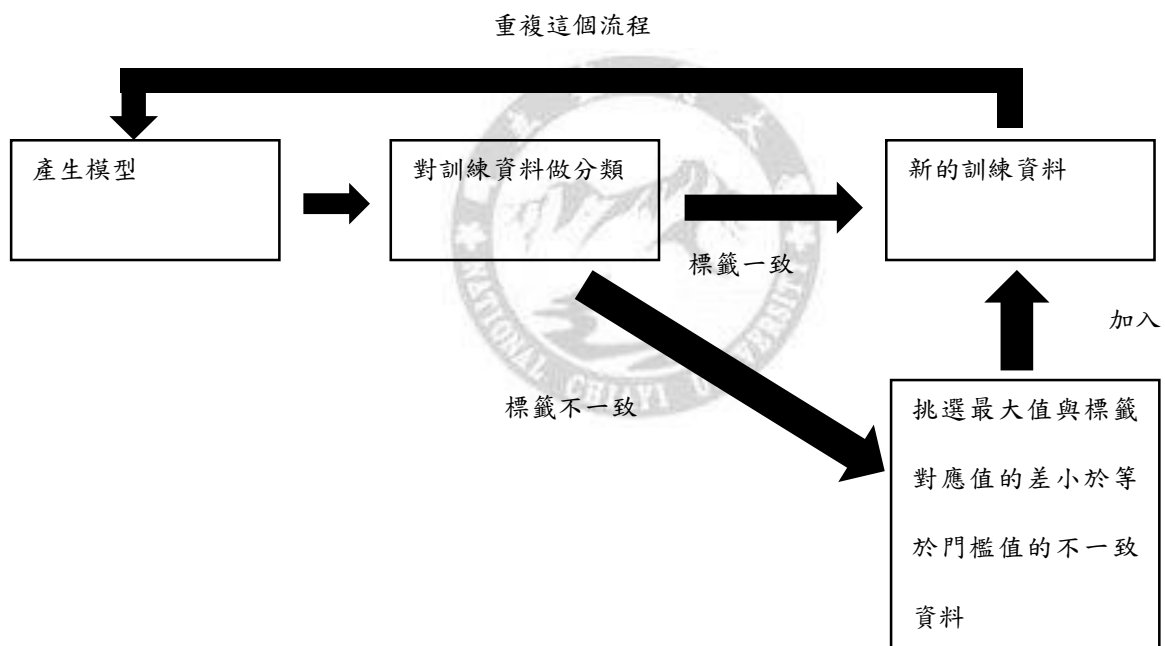 重複這個流程
產生模型
對訓練資料做分類
新的訓練資料
標籤一致
加入
標籤不一致
挑選最大值與標籤
對應值的差小於等
於門檻值的不一致
資料
NATIONAL CHIAYI UNIVERSITY